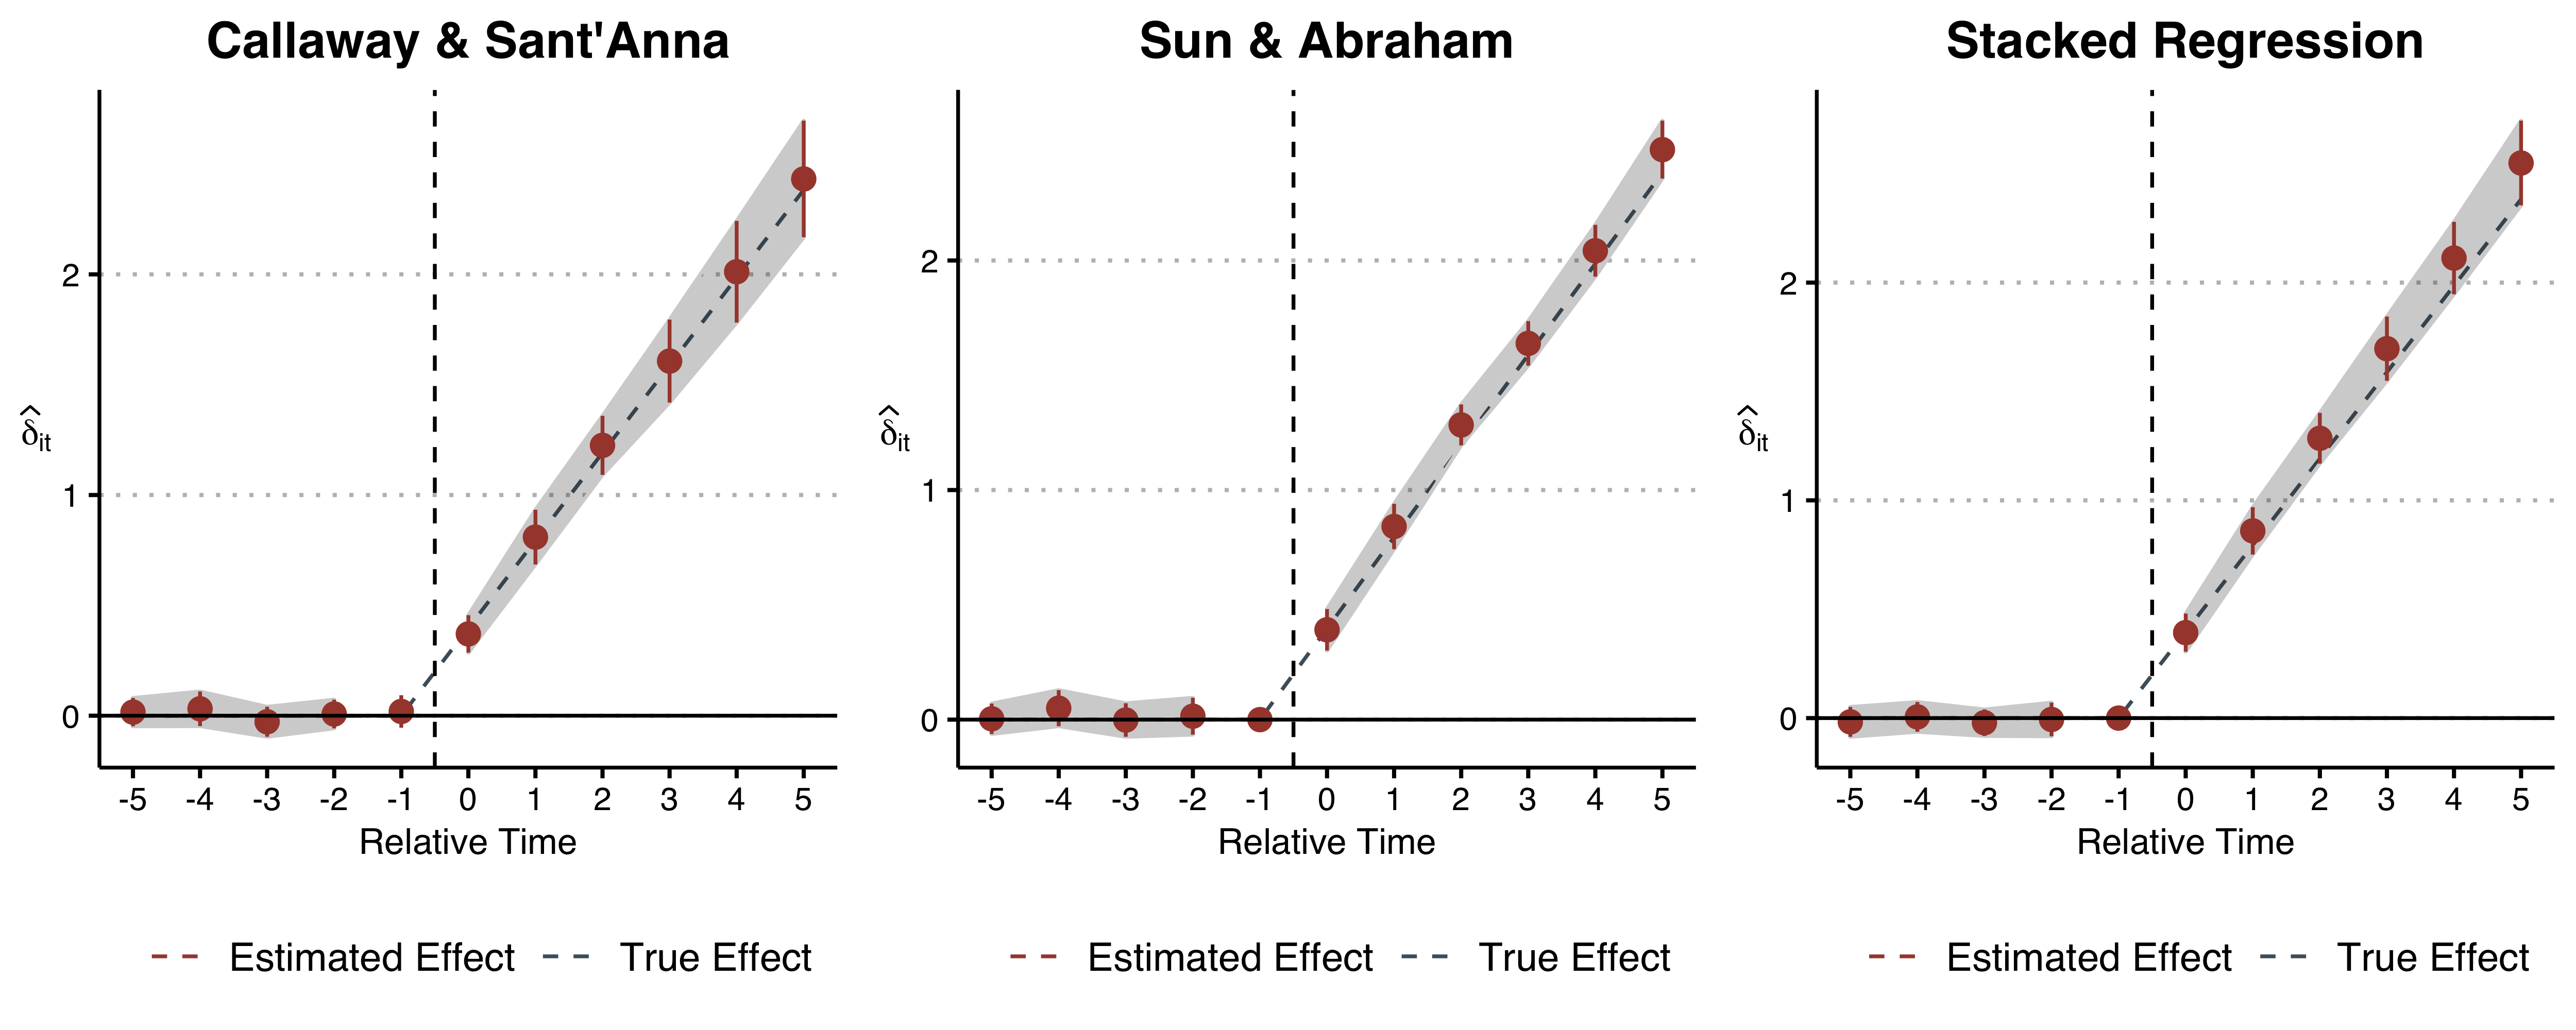 Callaway & Sant'Anna
2
1
0
δ̂it
-5 -4 -3 -2 -1 0 1 2 3 4 5
Relative Time
Estimated Effect True Effect
Sun & Abraham
2
1
0
δ̂it
-5 -4 -3 -2 -1 0 1 2 3 4 5
Relative Time
Estimated Effect True Effect
Stacked Regression
2
1
0
δ̂it
-5 -4 -3 -2 -1 0 1 2 3 4 5
Relative Time
Estimated Effect True Effect